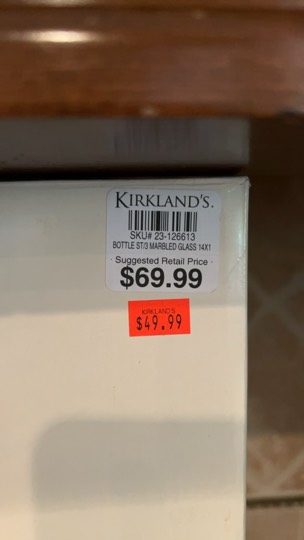 KIRKLAND'S.
SKU# 23-126613
BOTTLE ST/3 MARBLED GLASS 14X1
· Suggested Retail Price ·
$69.99
KIRKLAND'S
$49.99